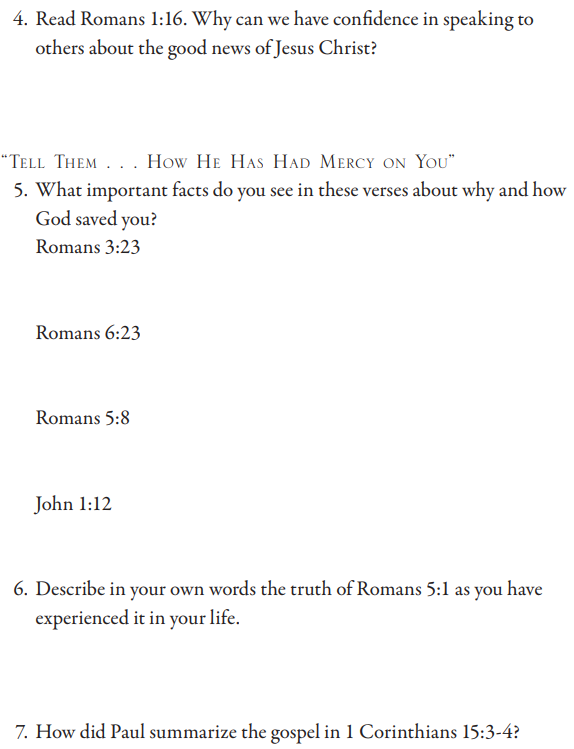 4. Read Romans 1:16. Why can we have confidence in speaking to
others about the good news of Jesus Christ?
“Tell Them . . . How He Has Had Mercy on You”
5. What important facts do you see in these verses about why and how
God saved you?
Romans 3:23
Romans 6:23
Romans 5:8
John 1:12
6. Describe in your own words the truth of Romans 5:1 as you have
experienced it in your life.
7. How did Paul summarize the gospel in 1 Corinthians 15:3-4?